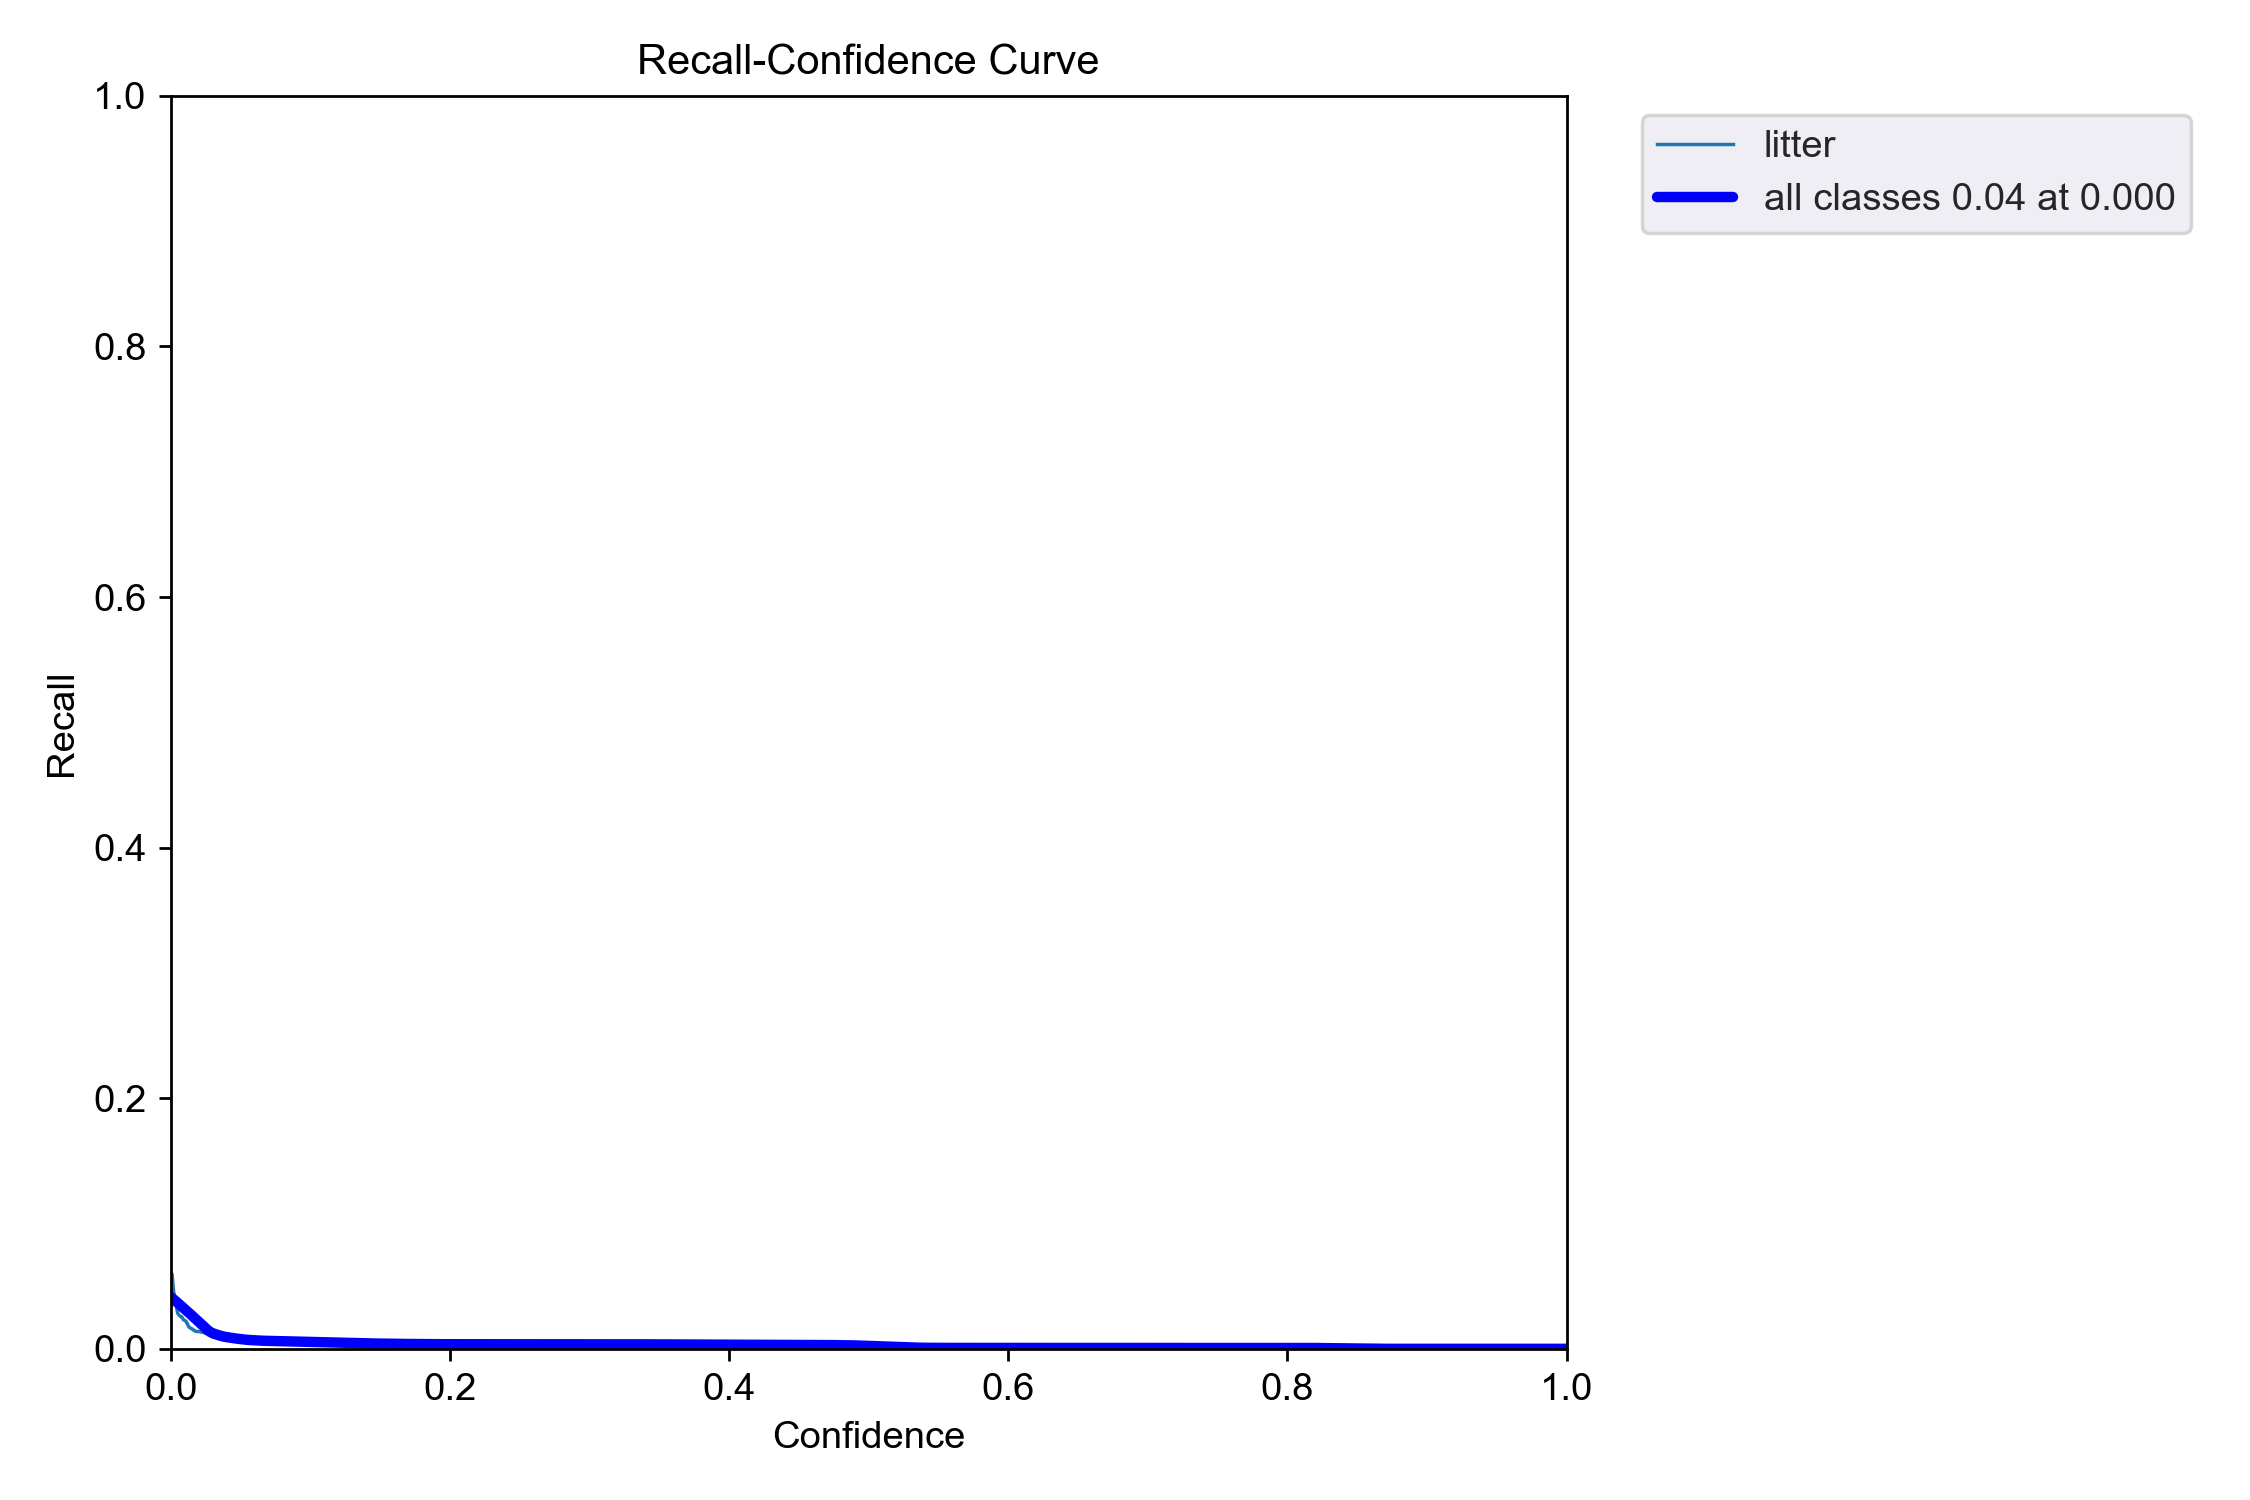 Recall-Confidence Curve
1.0
0.8
0.6
0.4
0.2
0.0
Recall
0.0 0.2 0.4 0.6 0.8 1.0
Confidence
litter
all classes 0.04 at 0.000